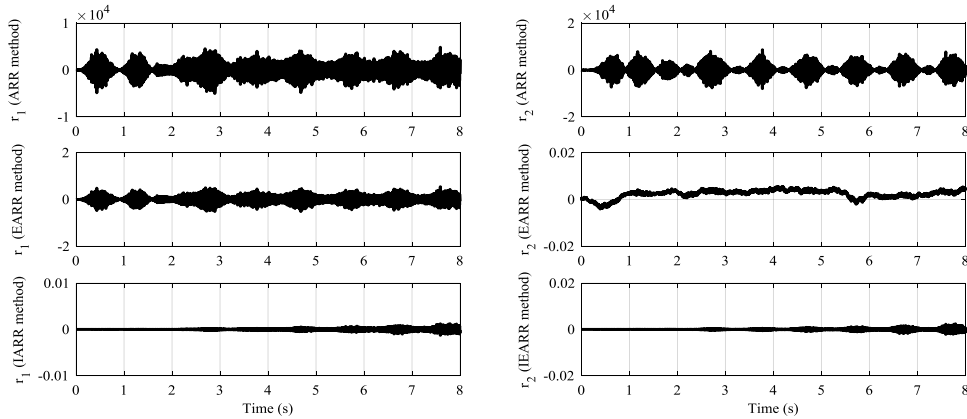 ×10⁴
1
0
-1
r₁ (ARR method)
0 1 2 3 4 5 6 7 8
×10⁴
2
0
-2
r₂ (ARR method)
0 1 2 3 4 5 6 7 8
2
0
-2
r₁ (EARR method)
0 1 2 3 4 5 6 7 8
0.02
0
-0.02
r₂ (EARR method)
0 1 2 3 4 5 6 7 8
0.01
0
-0.01
r₁ (IARR method)
0 1 2 3 4 5 6 7 8
Time (s)
0.02
0
-0.02
r₂ (IEARR method)
0 1 2 3 4 5 6 7 8
Time (s)